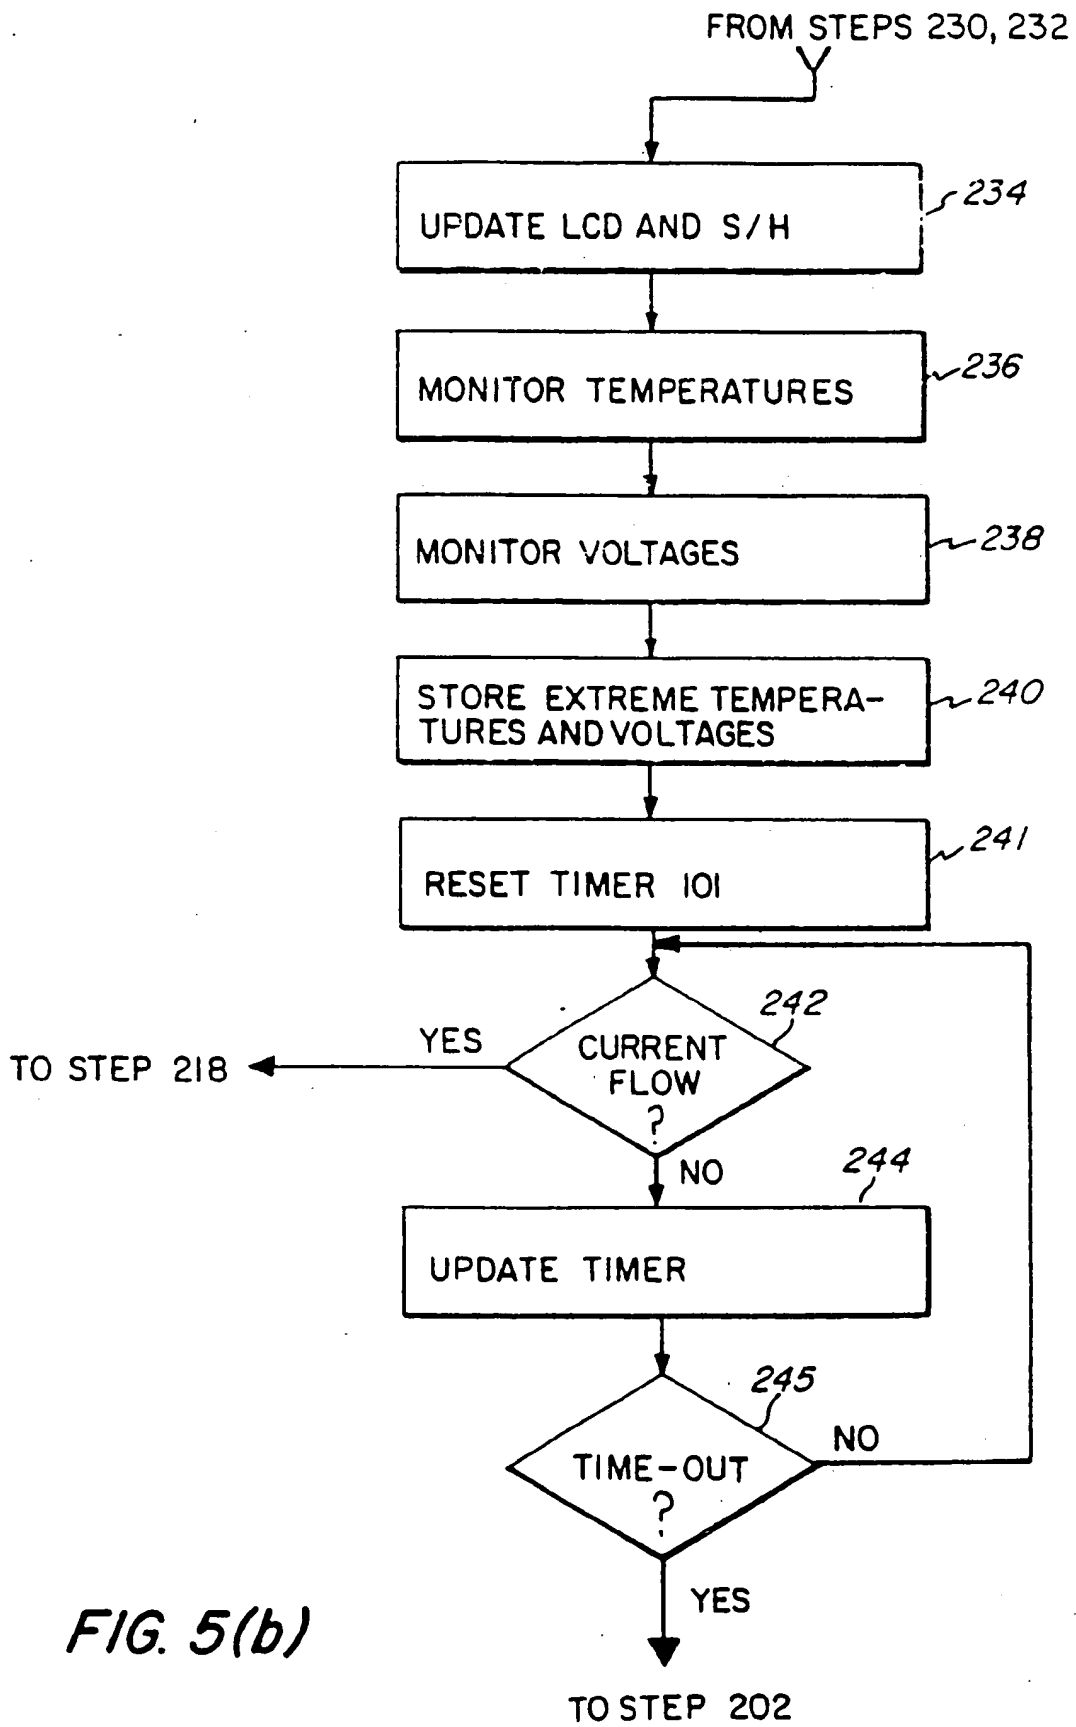 FROM STEPS 230, 232
234
UPDATE LCD AND S/H
236
MONITOR TEMPERATURES
238
MONITOR VOLTAGES
240
STORE EXTREME TEMPERA-
TURES AND VOLTAGES
241
RESET TIMER 101
242
YES
CURRENT
FLOW
?
TO STEP 218
NO
244
UPDATE TIMER
245
NO
TIME-OUT
?
YES
FIG. 5(b)
TO STEP 202